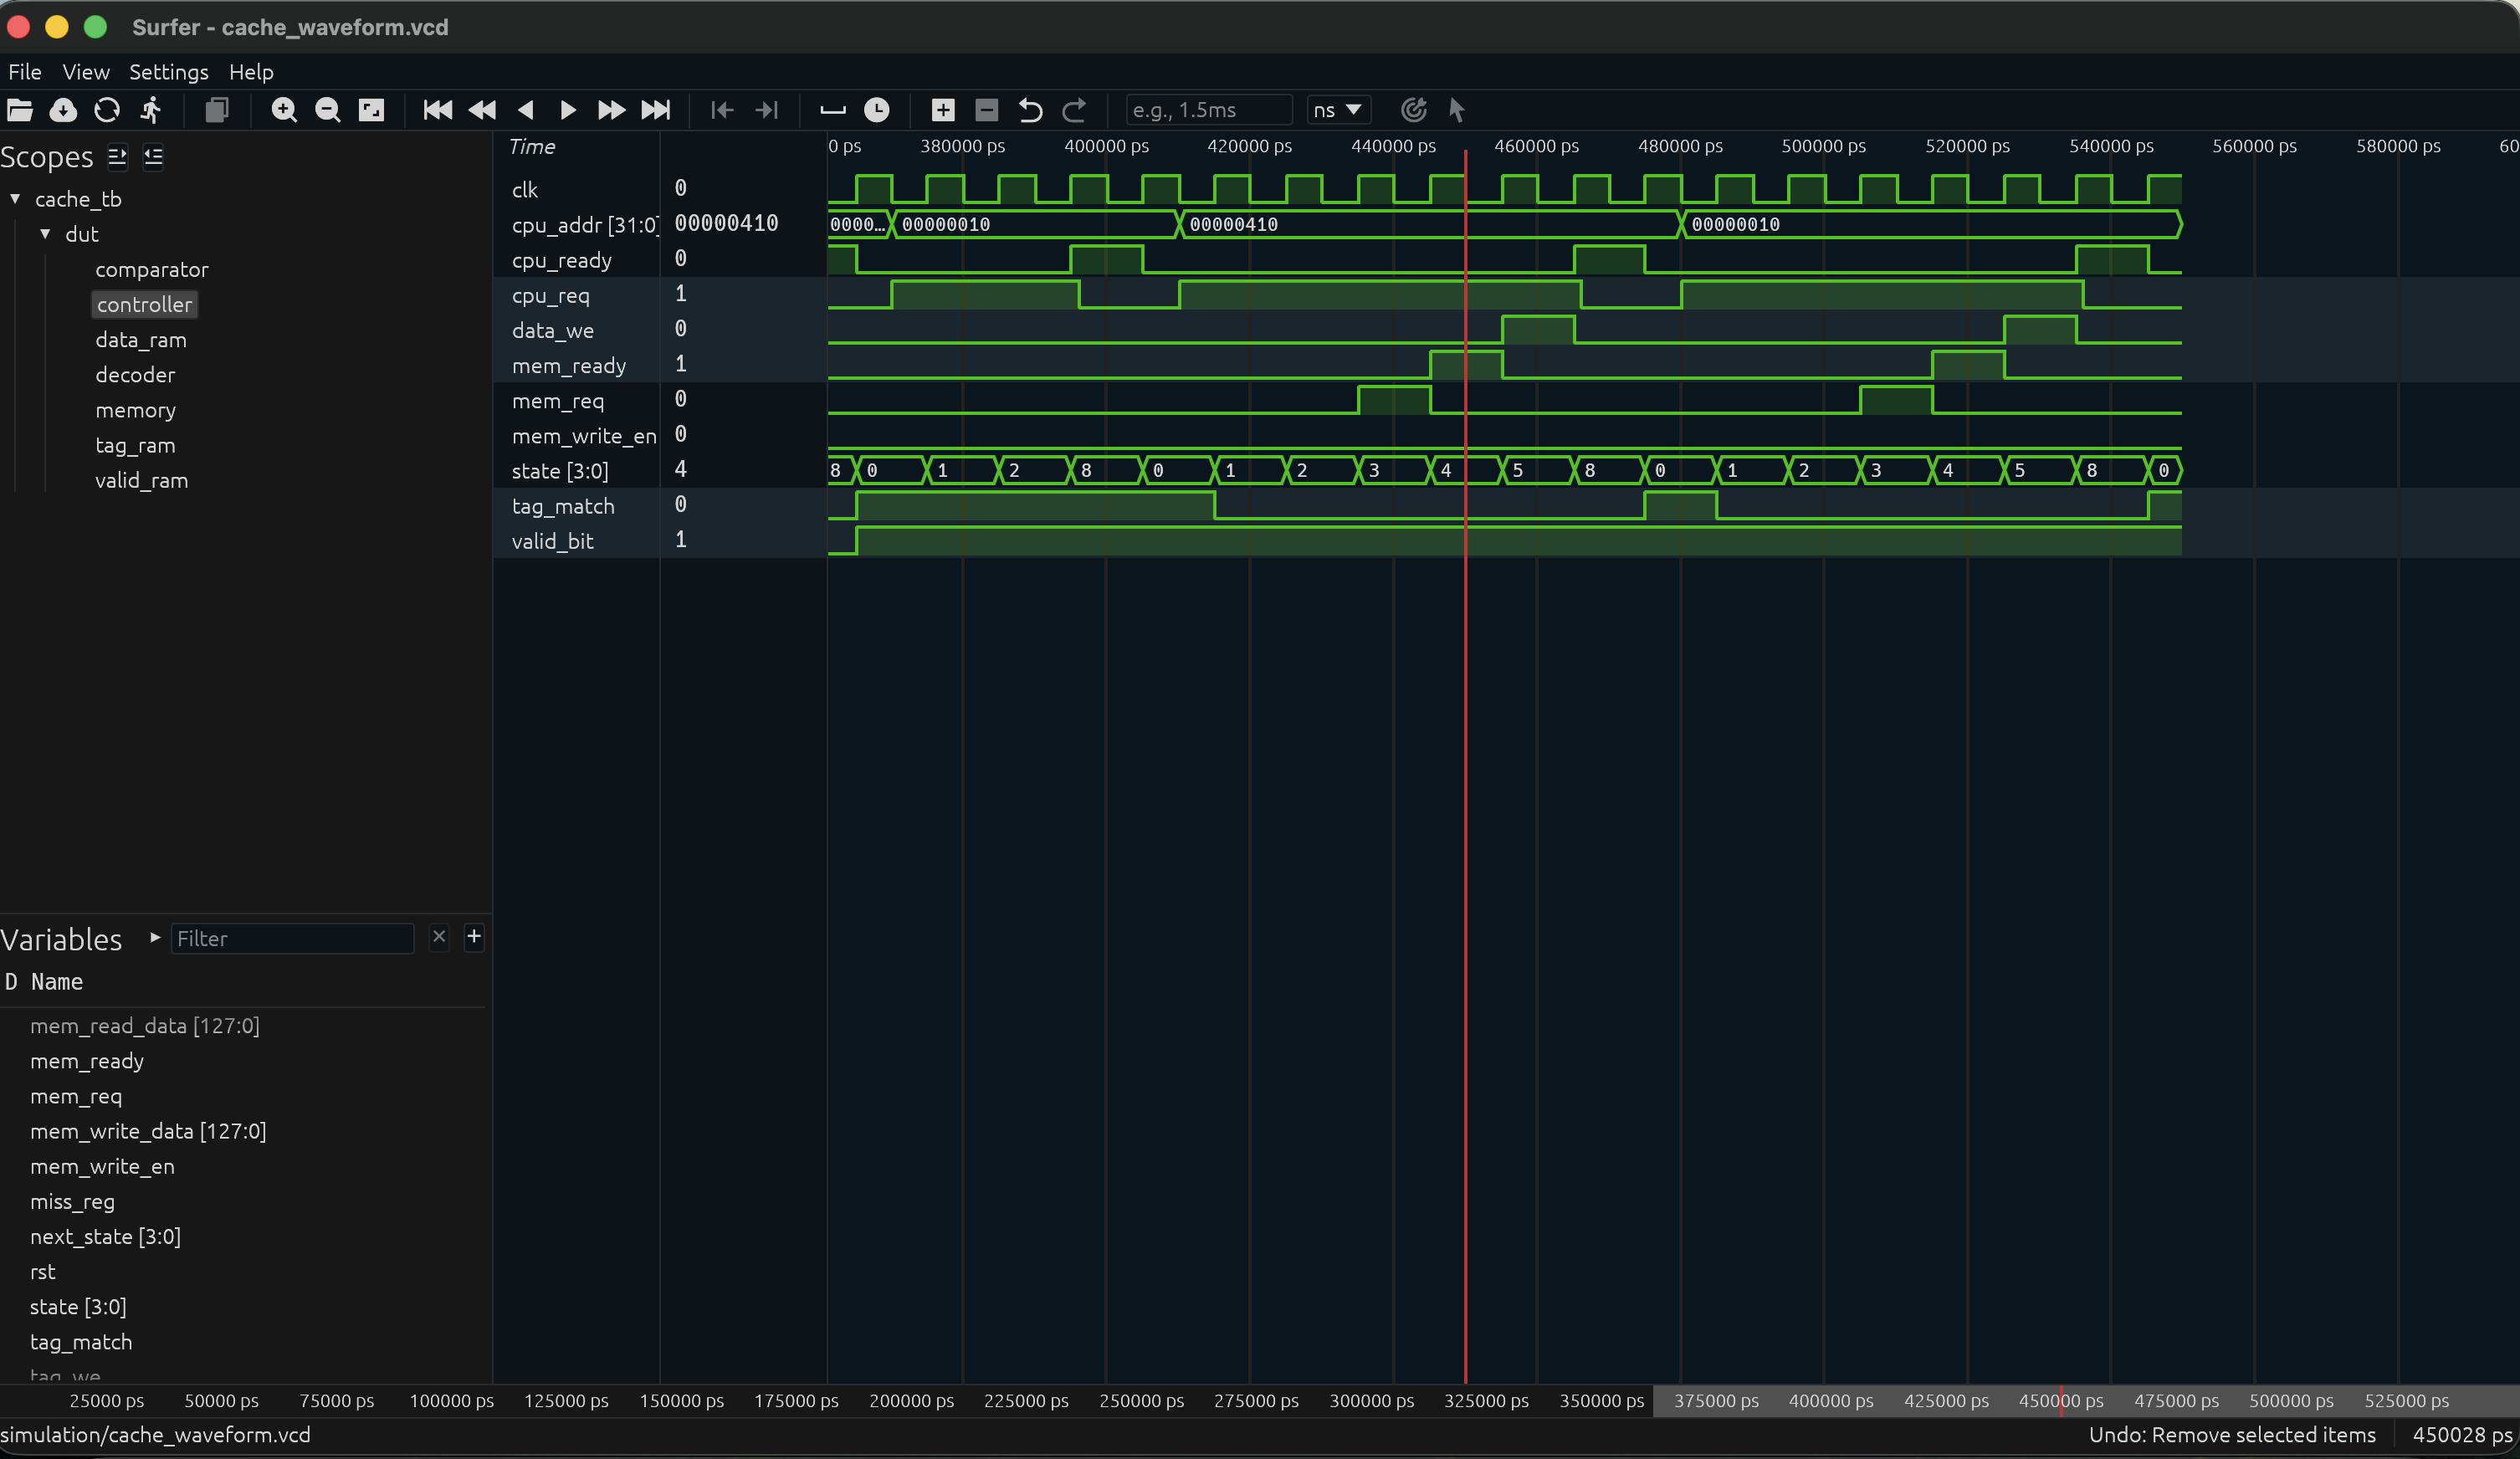 Surfer - cache_waveform.vcd
File View Settings Help
e.g., 1.5ms ns
Scopes
cache_tb
dut
comparator
controller
data_ram
decoder
memory
tag_ram
valid_ram
Variables Filter
D Name
mem_read_data [127:0]
mem_ready
mem_req
mem_write_data [127:0]
mem_write_en
miss_reg
next_state [3:0]
rst
state [3:0]
tag_match
tag_we
Time 0 ps 380000 ps 400000 ps 420000 ps 440000 ps 460000 ps 480000 ps 500000 ps 520000 ps 540000 ps 560000 ps 580000 ps 60
clk 0
cpu_addr [31:0] 00000410 0000… 00000010 00000410 00000010
cpu_ready 0
cpu_req 1
data_we 0
mem_ready 1
mem_req 0
mem_write_en 0
state [3:0] 4 8 0 1 2 8 0 1 2 3 4 5 8 0 1 2 3 4 5 8 0
tag_match 0
valid_bit 1
25000 ps 50000 ps 75000 ps 100000 ps 125000 ps 150000 ps 175000 ps 200000 ps 225000 ps 250000 ps 275000 ps 300000 ps 325000 ps 350000 ps 375000 ps 400000 ps 425000 ps 450000 ps 475000 ps 500000 ps 525000 ps
simulation/cache_waveform.vcd Undo: Remove selected items 450028 ps